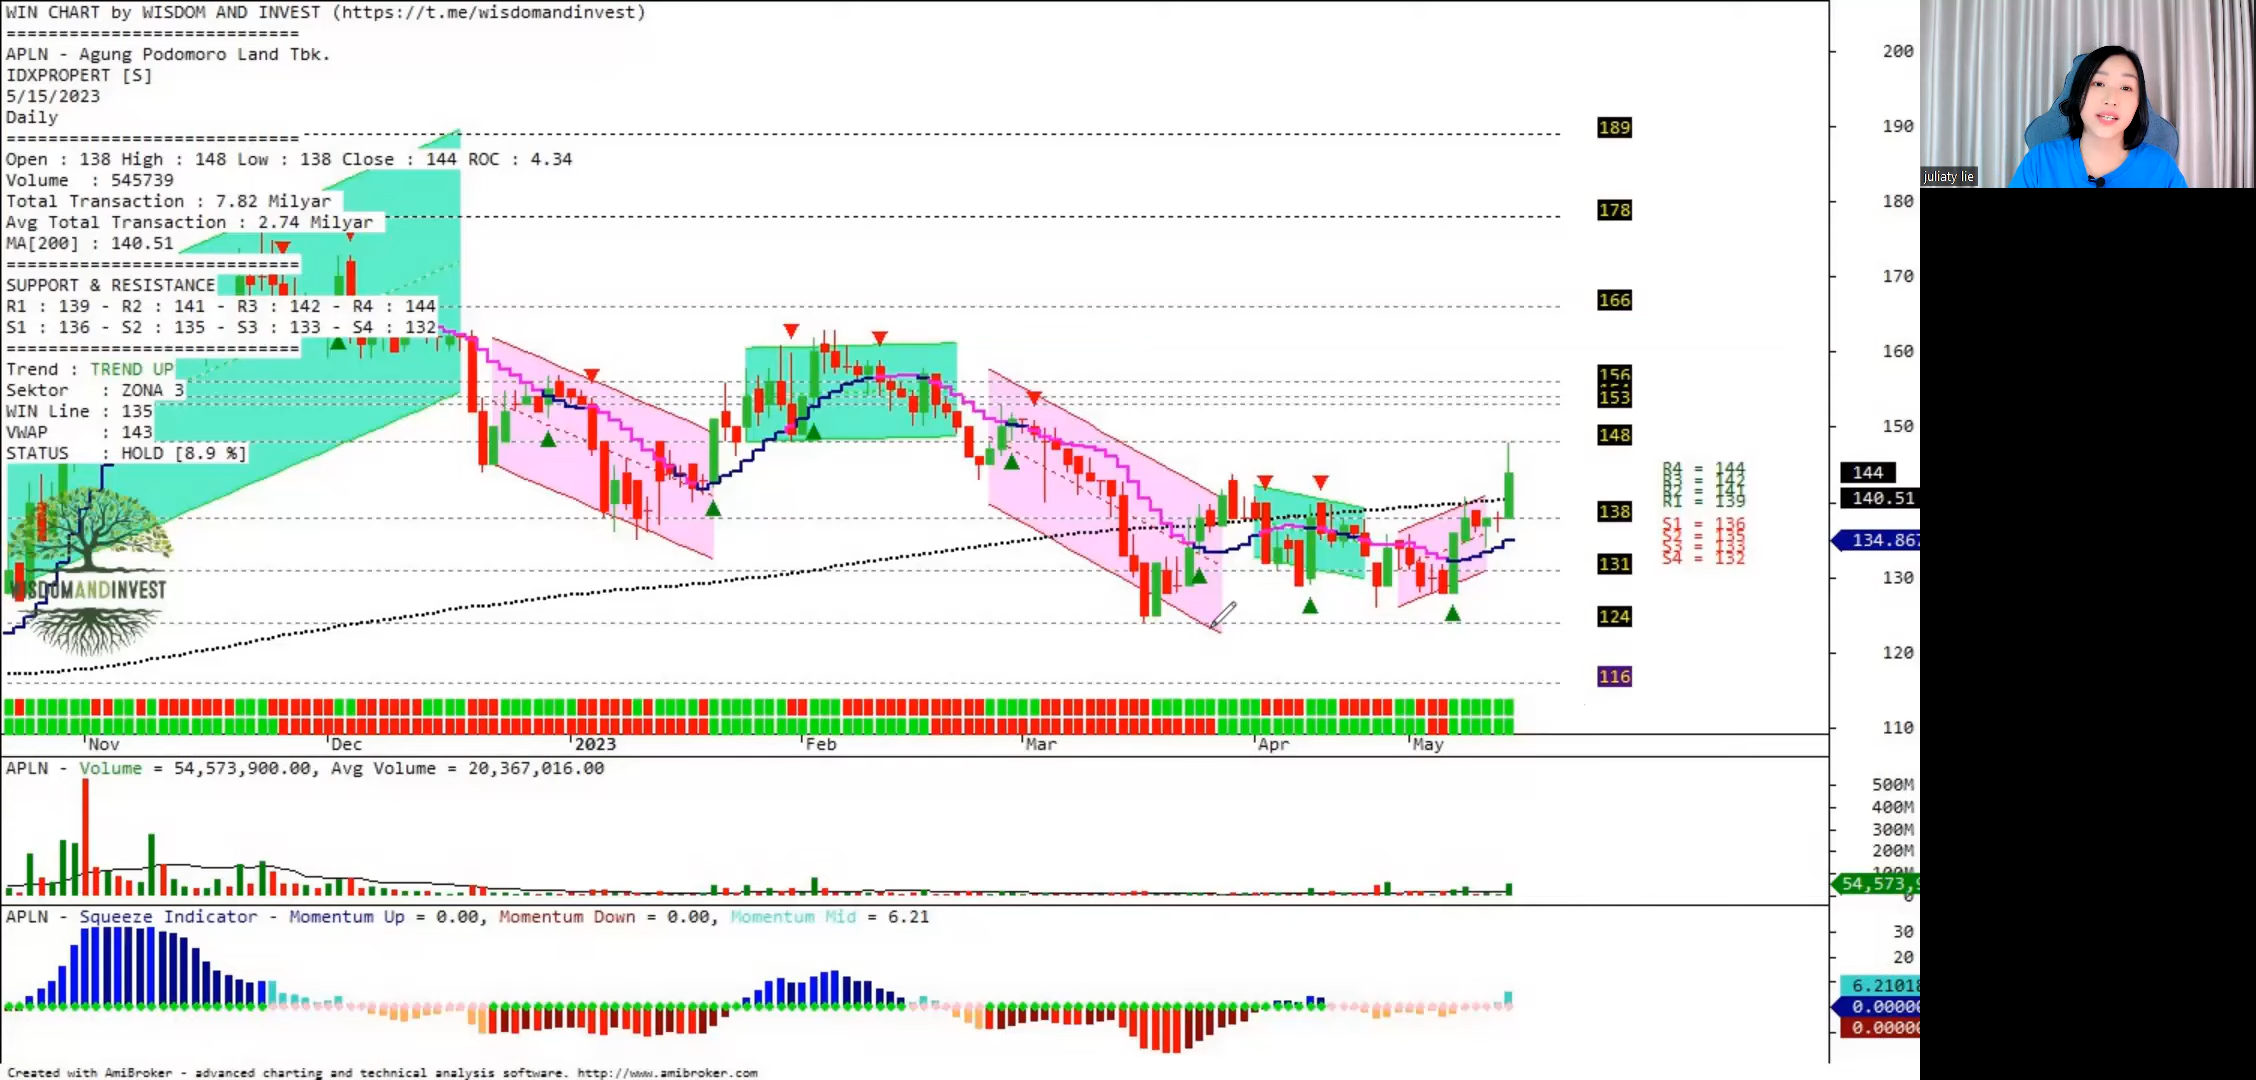 WIN CHART by WISDOM AND INVEST (https://t.me/wisdomandinvest)
============================
APLN - Agung Podomoro Land Tbk.
IDXPROPERT [S]
5/15/2023
Daily
============================
Open : 138 High : 148 Low : 138 Close : 144 ROC : 4.34
Volume  : 545739
Total Transaction : 7.82 Milyar
Avg Total Transaction : 2.74 Milyar
MA[200] : 140.51
============================
SUPPORT & RESISTANCE
R1 : 139 - R2 : 141 - R3 : 142 - R4 : 144
S1 : 136 - S2 : 135 - S3 : 133 - S4 : 132
============================
Trend : TREND UP
Sektor   : ZONA 3
WIN Line : 135
VWAP     : 143
STATUS   : HOLD [8.9 %]
WISDOMANDINVEST
189
178
166
156
153
148
138
131
124
116
R4 = 144
R3 = 142
R2 = 141
R1 = 139
S1 = 136
S2 = 135
S3 = 133
S4 = 132
200
190
180
170
160
150
144
140.51
134.867
130
120
110
juliaty lie
Nov Dec 2023 Feb Mar Apr May
APLN - Volume = 54,573,900.00, Avg Volume = 20,367,016.00
500M
400M
300M
200M
100M
54,573,9
0
APLN - Squeeze Indicator - Momentum Up = 0.00, Momentum Down = 0.00, Momentum Mid = 6.21
30
20
6.21018
0.00000
0.00000
Created with AmiBroker - advanced charting and technical analysis software. http://www.amibroker.com